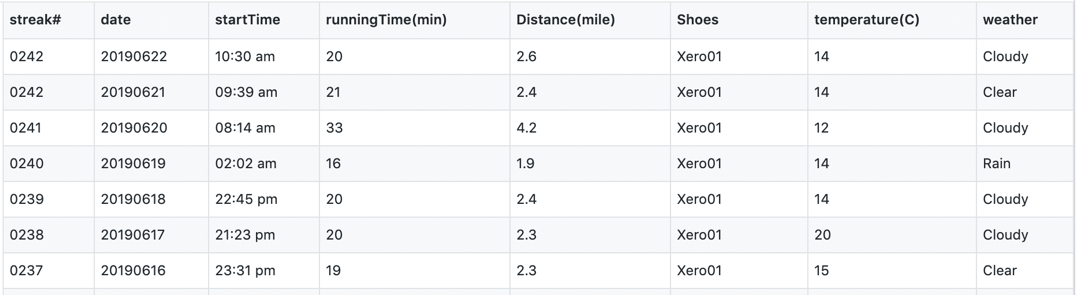 streak# date startTime runningTime(min) Distance(mile) Shoes temperature(C) weather
0242 20190622 10:30 am 20 2.6 Xero01 14 Cloudy
0242 20190621 09:39 am 21 2.4 Xero01 14 Clear
0241 20190620 08:14 am 33 4.2 Xero01 12 Cloudy
0240 20190619 02:02 am 16 1.9 Xero01 14 Rain
0239 20190618 22:45 pm 20 2.4 Xero01 14 Cloudy
0238 20190617 21:23 pm 20 2.3 Xero01 20 Cloudy
0237 20190616 23:31 pm 19 2.3 Xero01 15 Clear